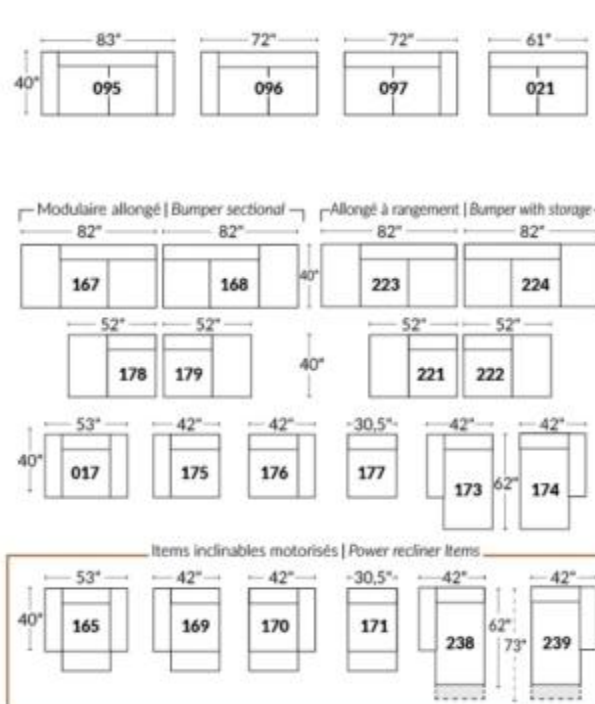 83" 72" 72" 61"
40" 095 096 097 021
Modulaire allongé | Bumper sectional Allongé à rangement | Bumper with storage
82" 82" 82" 82"
167 168 40" 223 224
52" 52" 52" 52"
178 179 40" 221 222
53" 42" 42" 30,5" 42" 42"
40" 017 175 176 177 173 62" 174
Items inclinables motorisés | Power recliner Items
53" 42" 42" 30,5" 42" 42"
40" 165 169 170 171 238 62" 73" 239